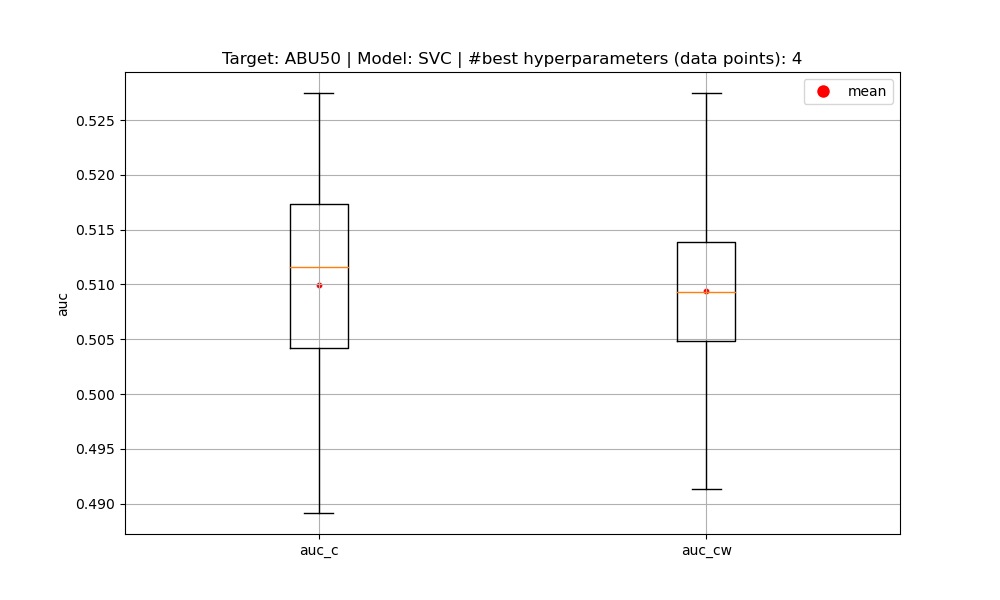 Target: ABU50 | Model: SVC | #best hyperparameters (data points): 4
mean
0.525
0.520
0.515
0.510
0.505
0.500
0.495
0.490
auc
auc_c
auc_cw